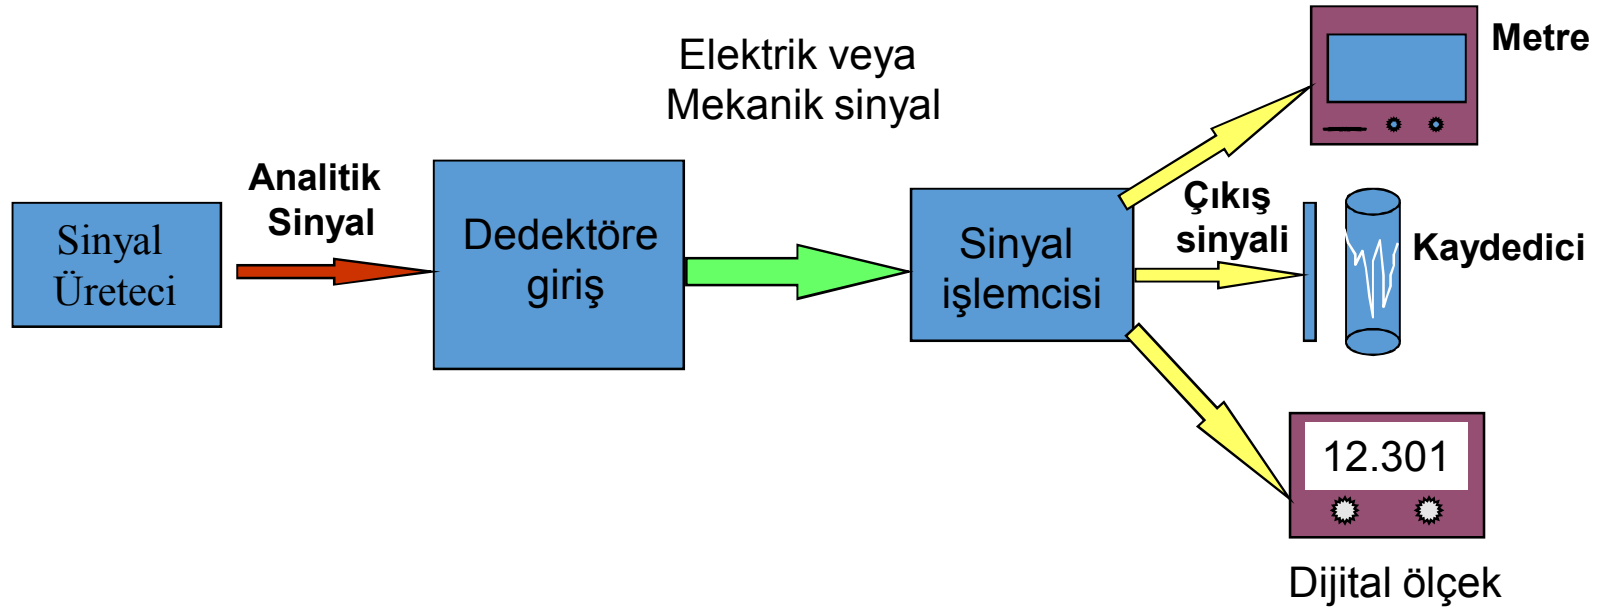 Elektrik veya
Mekanik sinyal
Metre
Analitik
Sinyal
Sinyal
Üreteci
Dedektöre
giriş
Sinyal
işlemcisi
Çıkış
sinyali
Kaydedici
12.301
Dijital ölçek